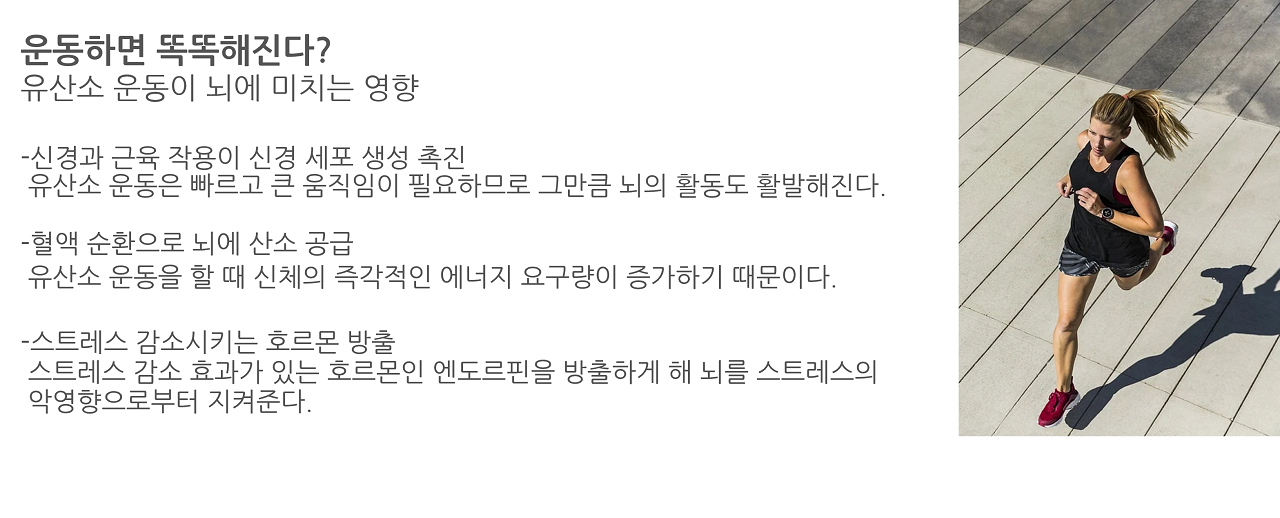 운동하면 똑똑해진다?
유산소 운동이 뇌에 미치는 영향
-신경과 근육 작용이 신경 세포 생성 촉진
유산소 운동은 빠르고 큰 움직임이 필요하므로 그만큼 뇌의 활동도 활발해진다.
-혈액 순환으로 뇌에 산소 공급
유산소 운동을 할 때 신체의 즉각적인 에너지 요구량이 증가하기 때문이다.
-스트레스 감소시키는 호르몬 방출
스트레스 감소 효과가 있는 호르몬인 엔도르핀을 방출하게 해 뇌를 스트레스의
악영향으로부터 지켜준다.